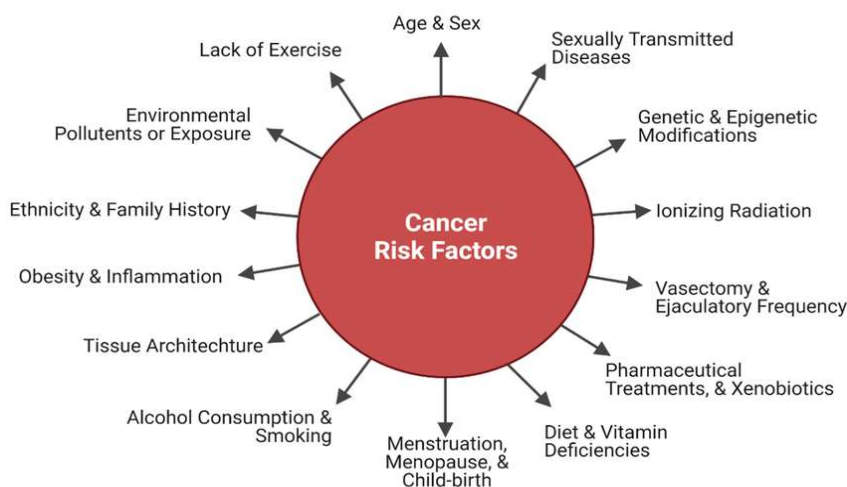 Age & Sex
Sexually Transmitted
Diseases
Genetic & Epigenetic
Modifications
Ionizing Radiation
Vasectomy &
Ejaculatory Frequency
Pharmaceutical
Treatments, & Xenobiotics
Diet & Vitamin
Deficiencies
Menstruation,
Menopause, &
Child-birth
Alcohol Consumption &
Smoking
Tissue Architechture
Obesity & Inflammation
Ethnicity & Family History
Environmental
Pollutents or Exposure
Lack of Exercise
Cancer
Risk Factors